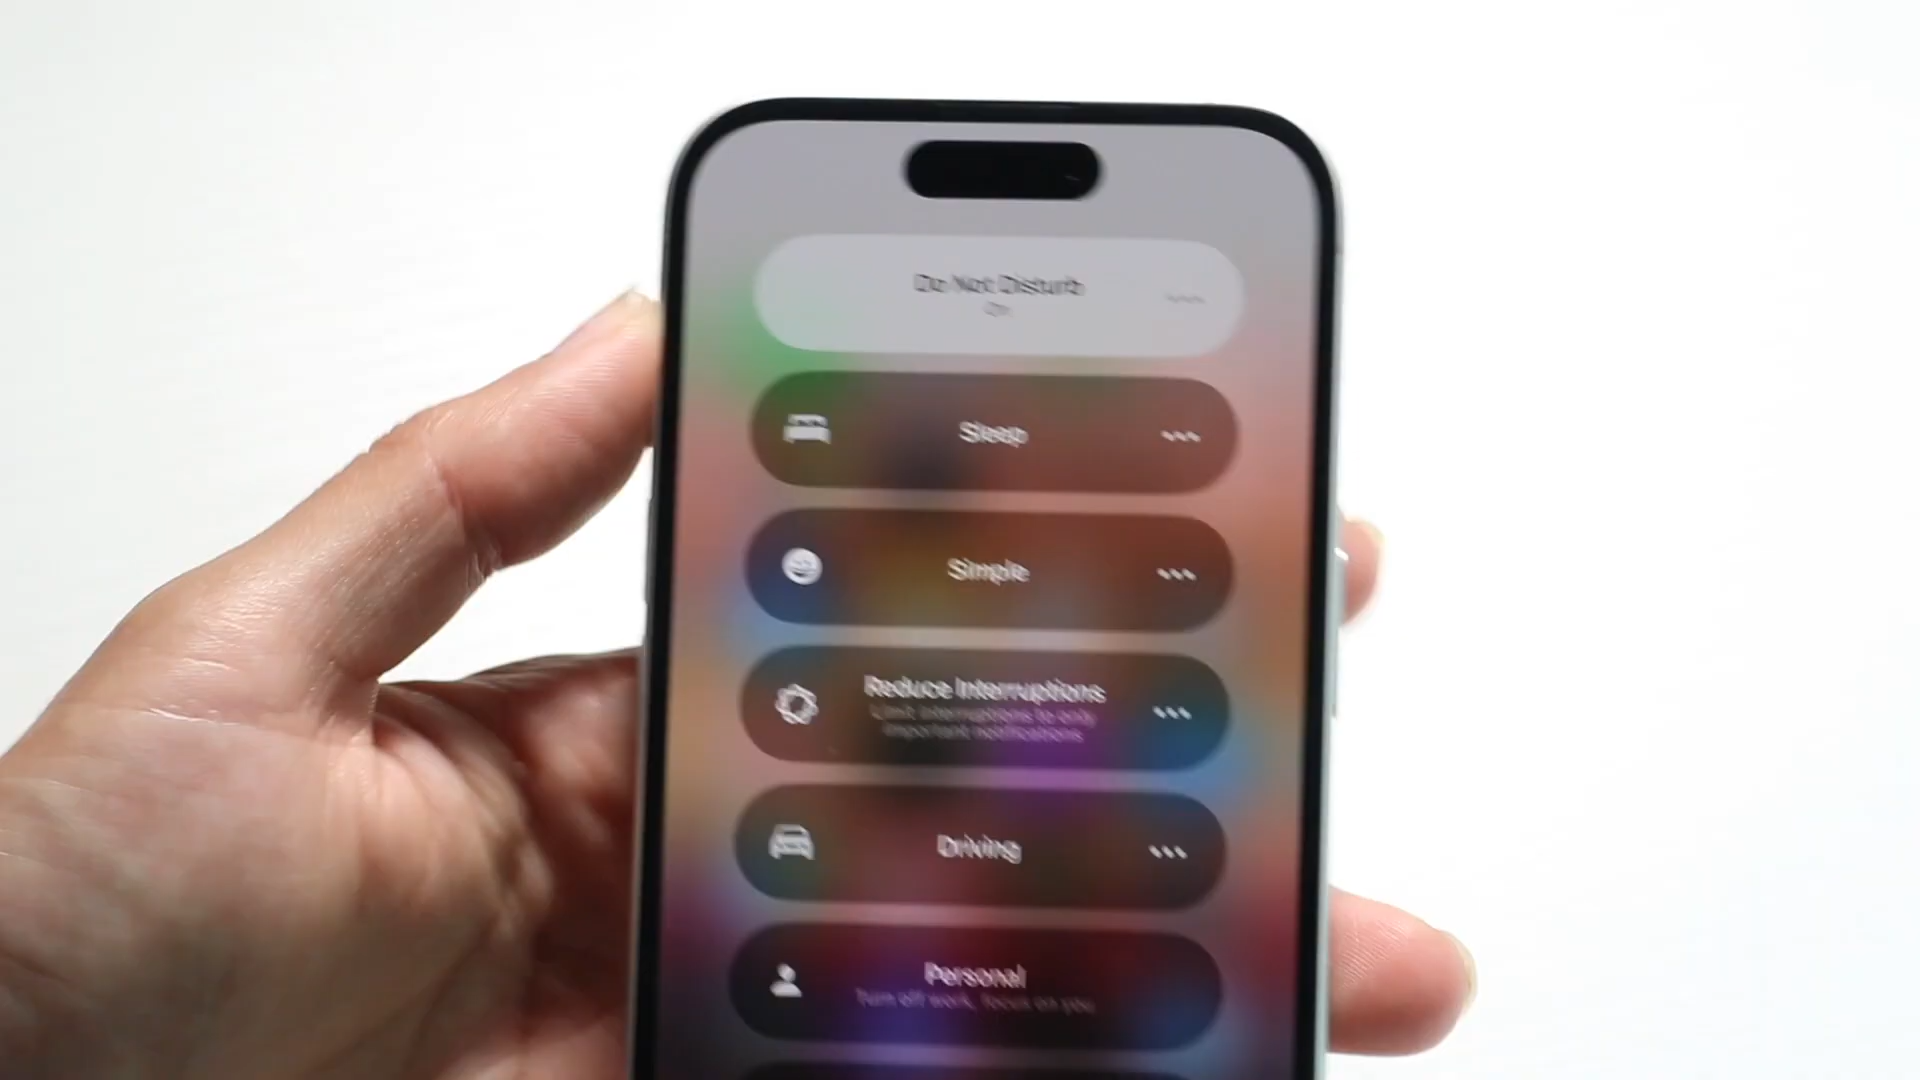 Do Not Disturb
On
Sleep
Simple
Reduce Interruptions
Limit interruptions to only
important notifications
Driving
Personal
Turn off work, focus on you